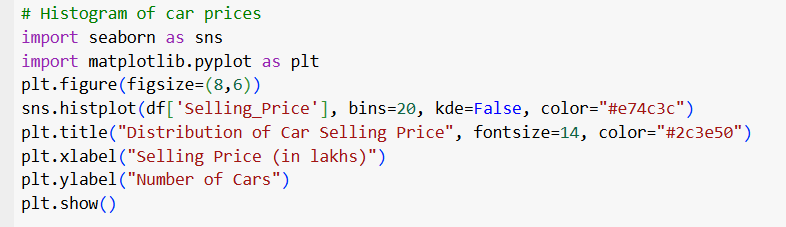 # Histogram of car prices
import seaborn as sns
import matplotlib.pyplot as plt
plt.figure(figsize=(8,6))
sns.histplot(df['Selling_Price'], bins=20, kde=False, color="#e74c3c")
plt.title("Distribution of Car Selling Price", fontsize=14, color="#2c3e50")
plt.xlabel("Selling Price (in lakhs)")
plt.ylabel("Number of Cars")
plt.show()